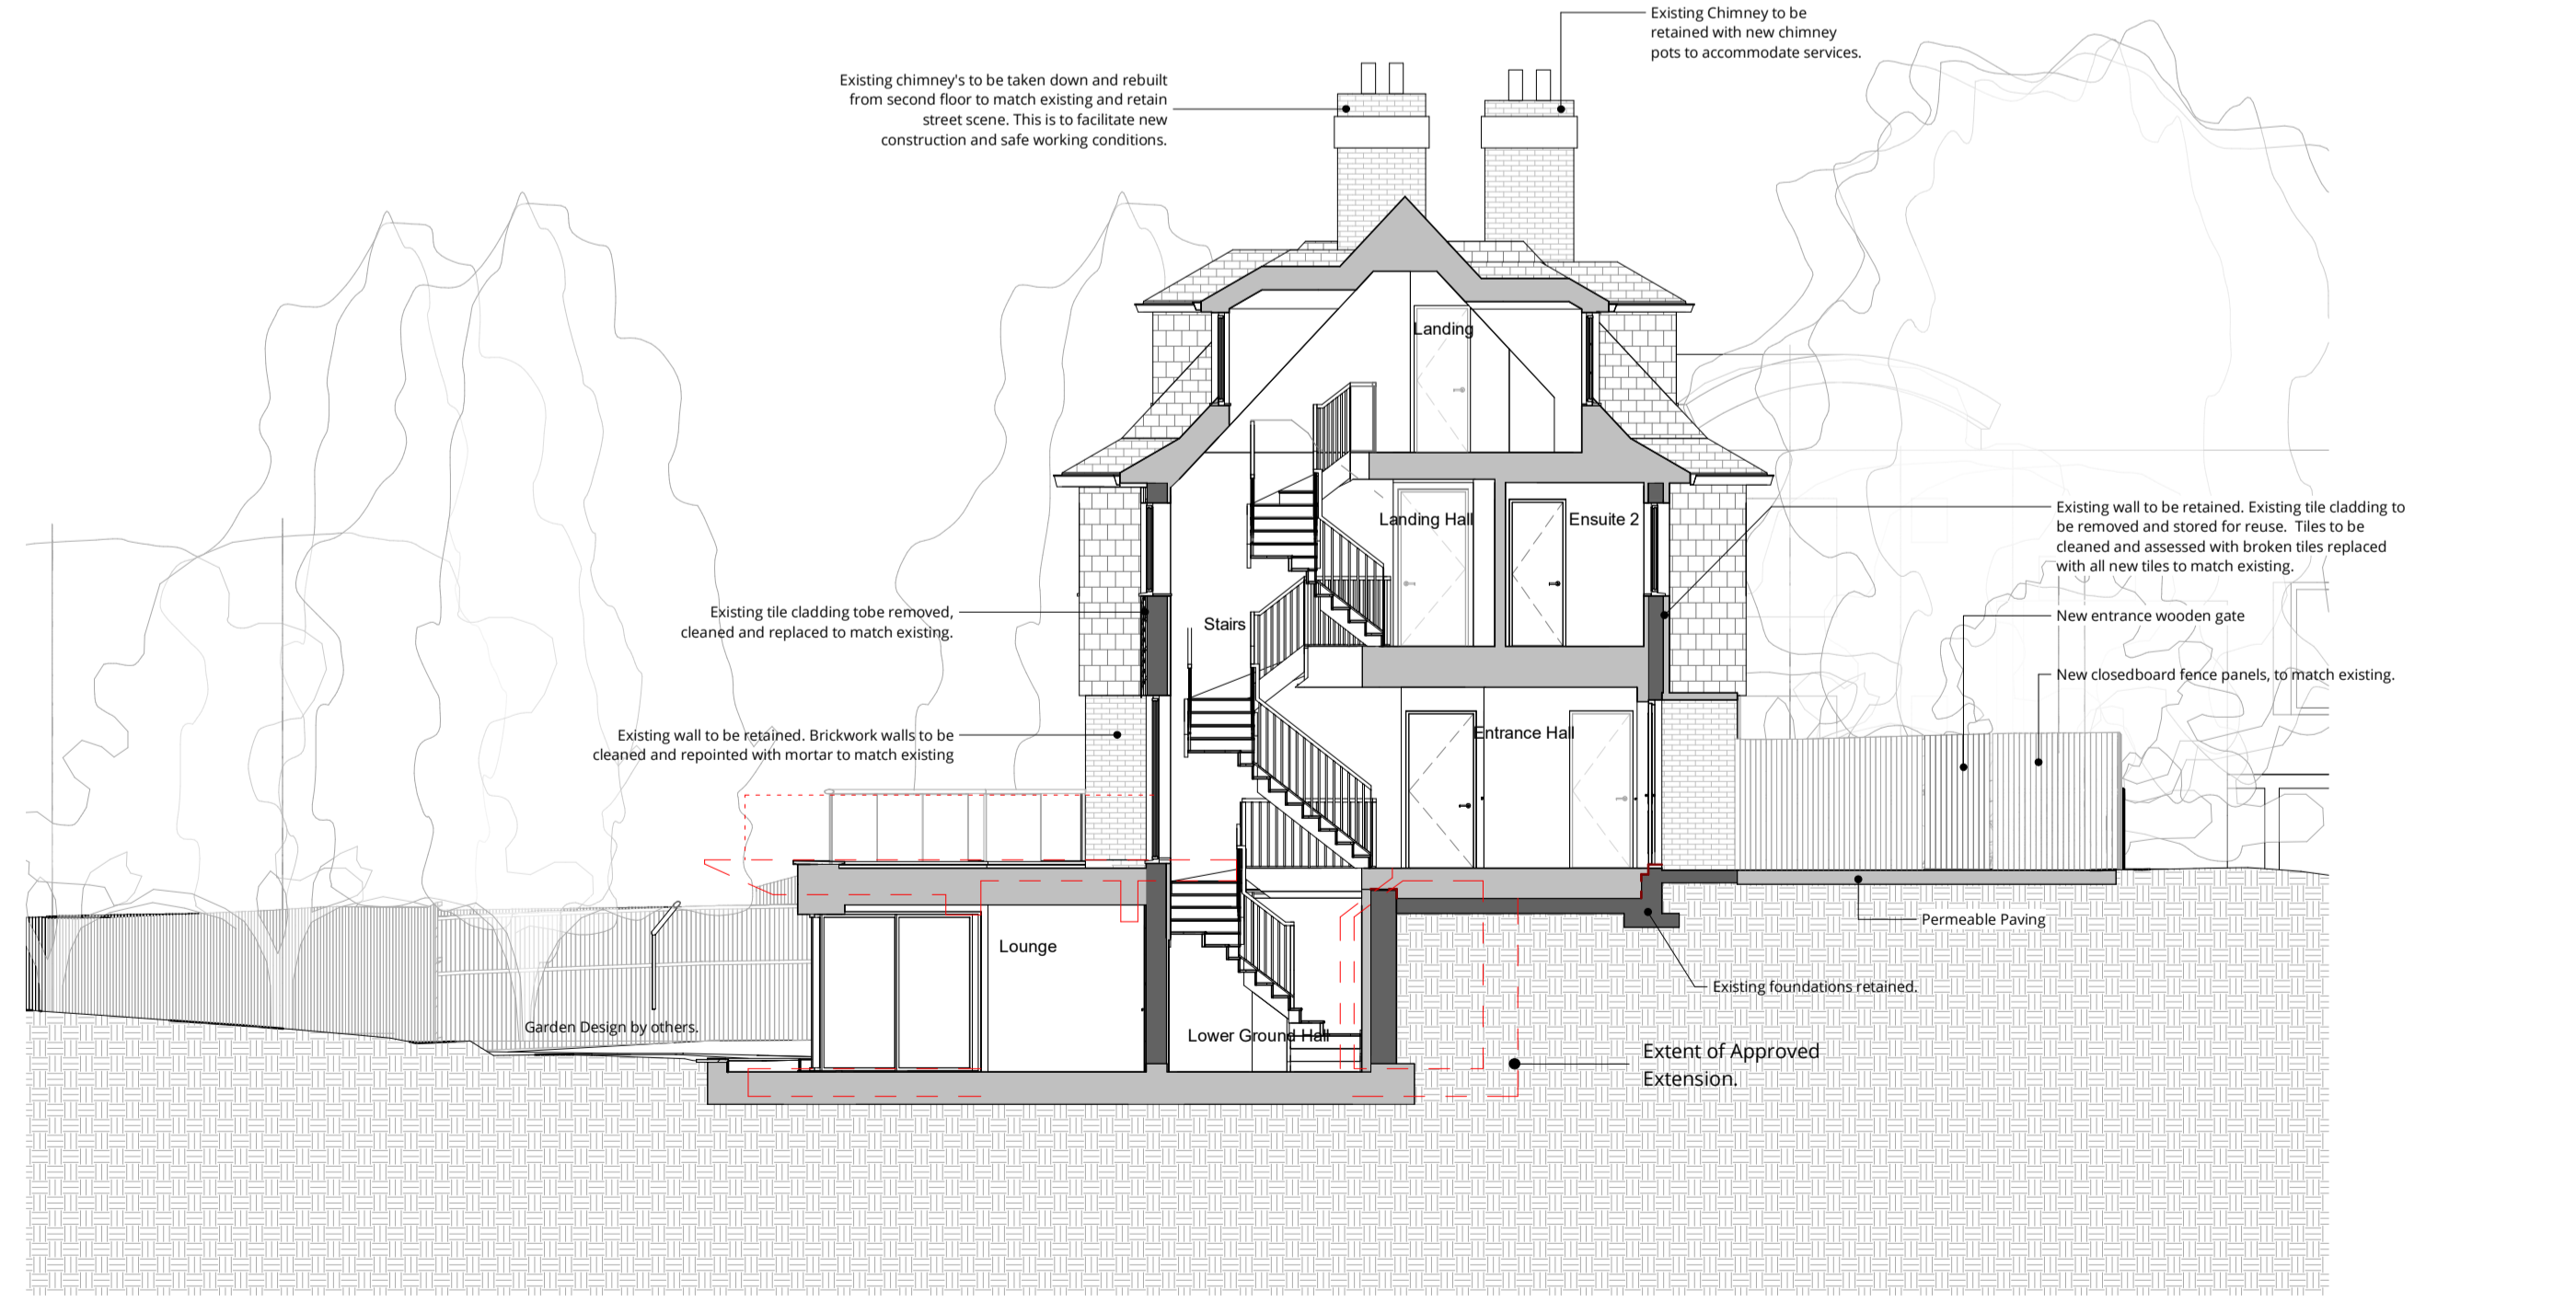 Existing Chimney to be
retained with new chimney
pots to accommodate services.
Existing chimney's to be taken down and rebuilt
from second floor to match existing and retain
street scene. This is to facilitate new
construction and safe working conditions.
Landing
Landing Hall
Ensuite 2
Existing wall to be retained. Existing tile cladding to
be removed and stored for reuse. Tiles to be
cleaned and assessed with broken tiles replaced
with all new tiles to match existing.
Existing tile cladding tobe removed,
cleaned and replaced to match existing.
Stairs
New entrance wooden gate
New closedboard fence panels, to match existing.
Existing wall to be retained. Brickwork walls to be
cleaned and repointed with mortar to match existing
Entrance Hall
Permeable Paving
Lounge
Existing foundations retained.
Garden Design by others.
Lower Ground Hall
Extent of Approved
Extension.